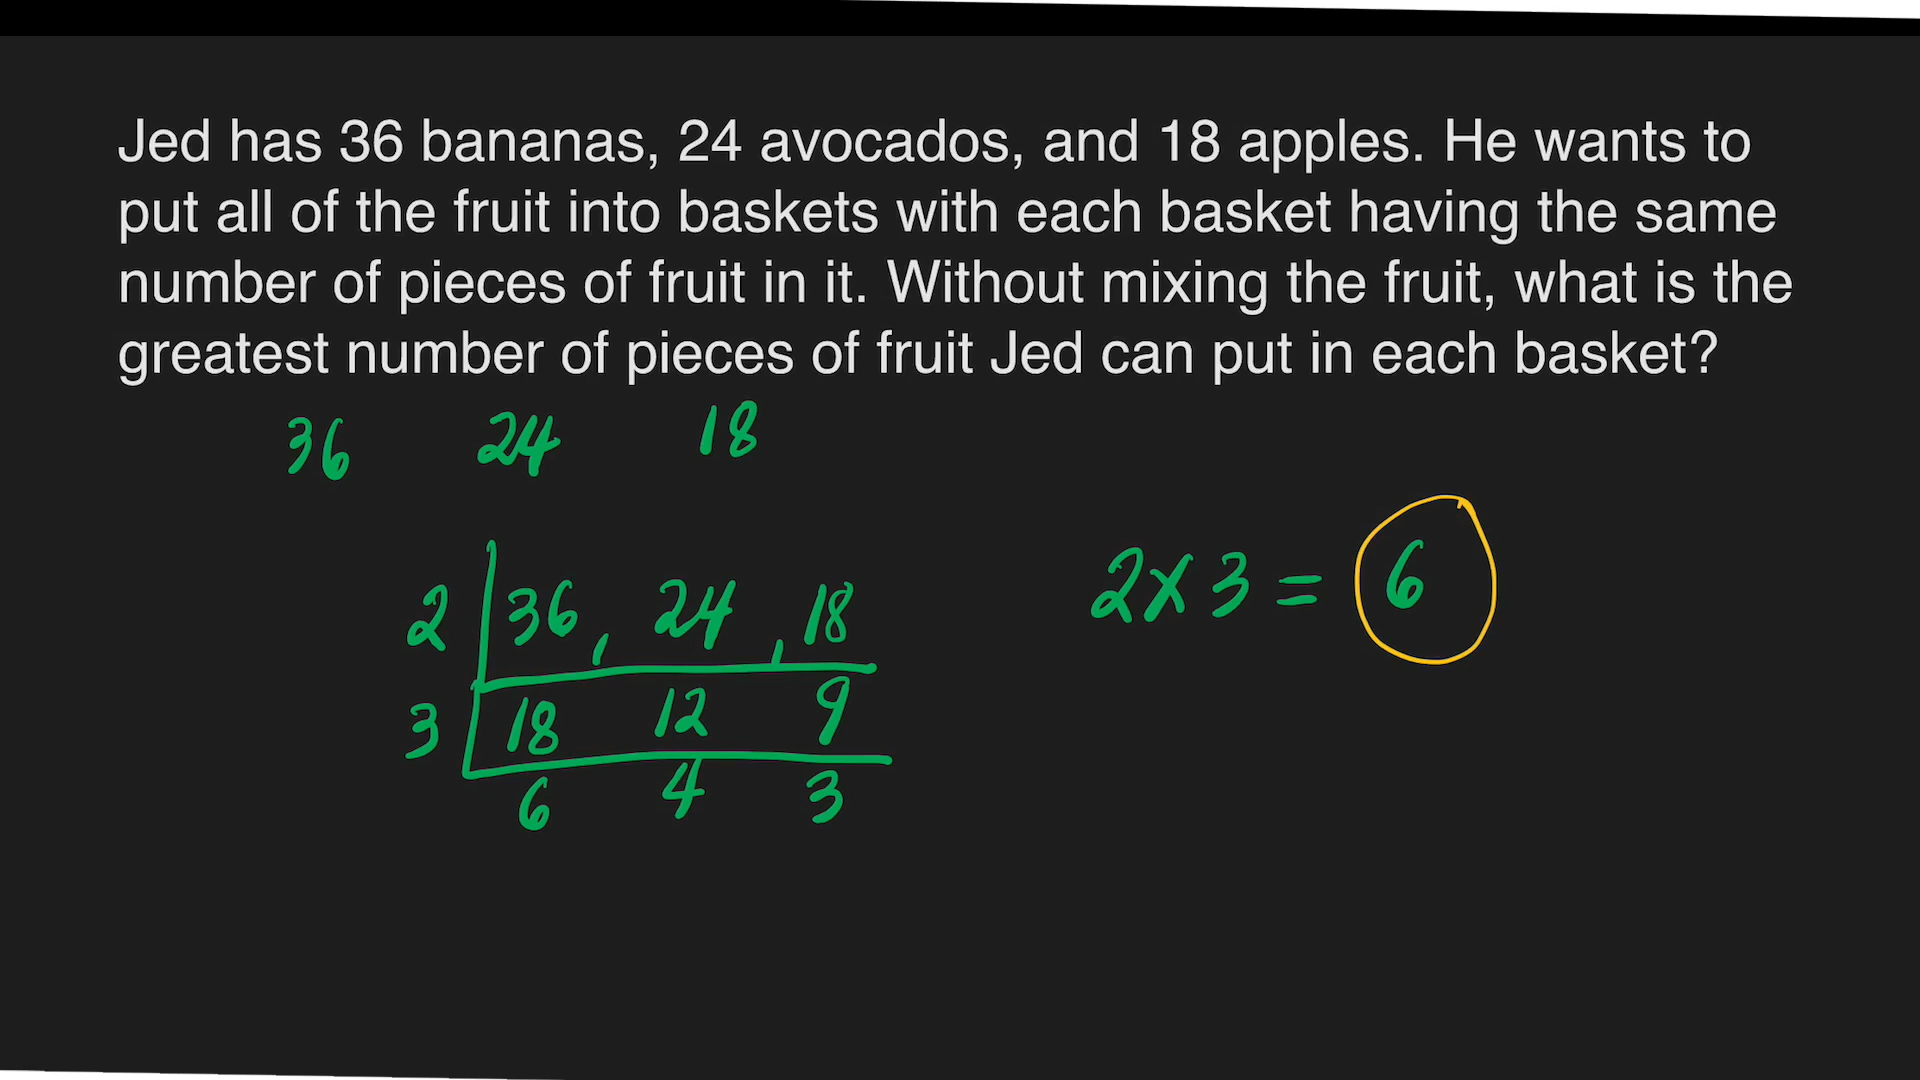 Jed has 36 bananas, 24 avocados, and 18 apples. He wants to
put all of the fruit into baskets with each basket having the same
number of pieces of fruit in it. Without mixing the fruit, what is the
greatest number of pieces of fruit Jed can put in each basket?
36 24 18
2 36, 24, 18
3 18 12 9
6 4 3
2 x 3 = 6